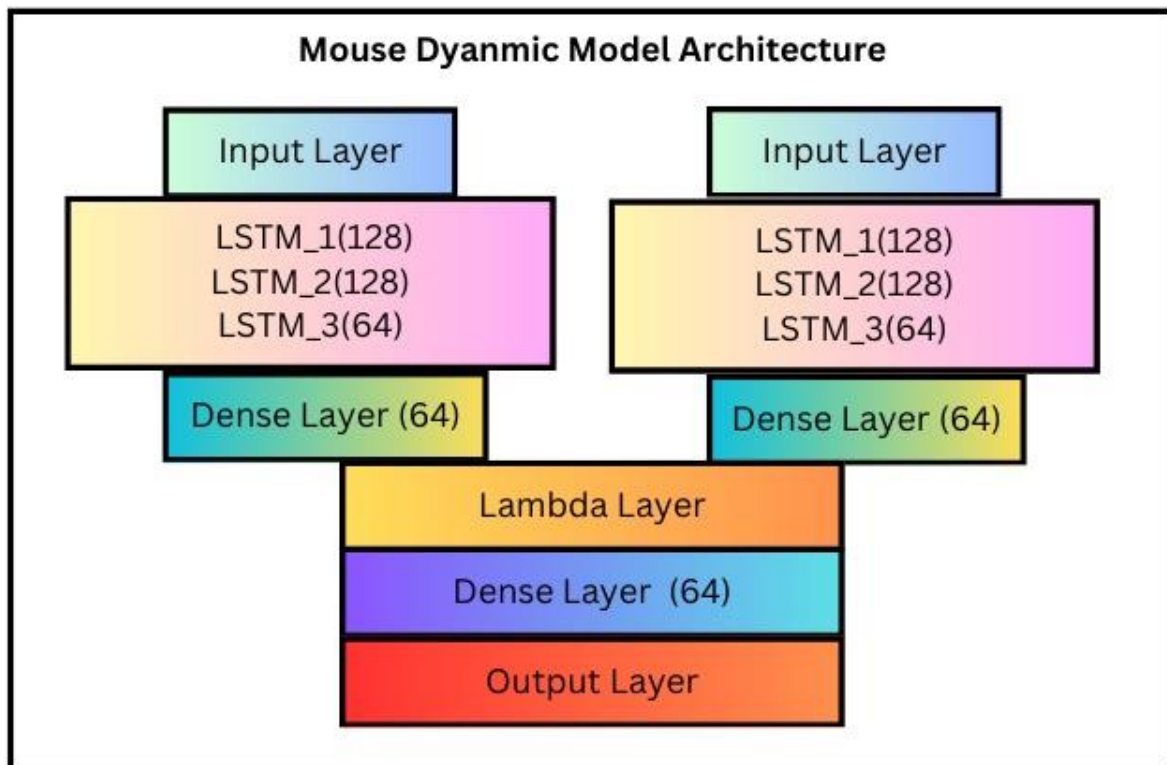 Mouse Dyanmic Model Architecture
Input Layer
LSTM_1(128)
LSTM_2(128)
LSTM_3(64)
Dense Layer (64)
Input Layer
LSTM_1(128)
LSTM_2(128)
LSTM_3(64)
Dense Layer (64)
Lambda Layer
Dense Layer (64)
Output Layer